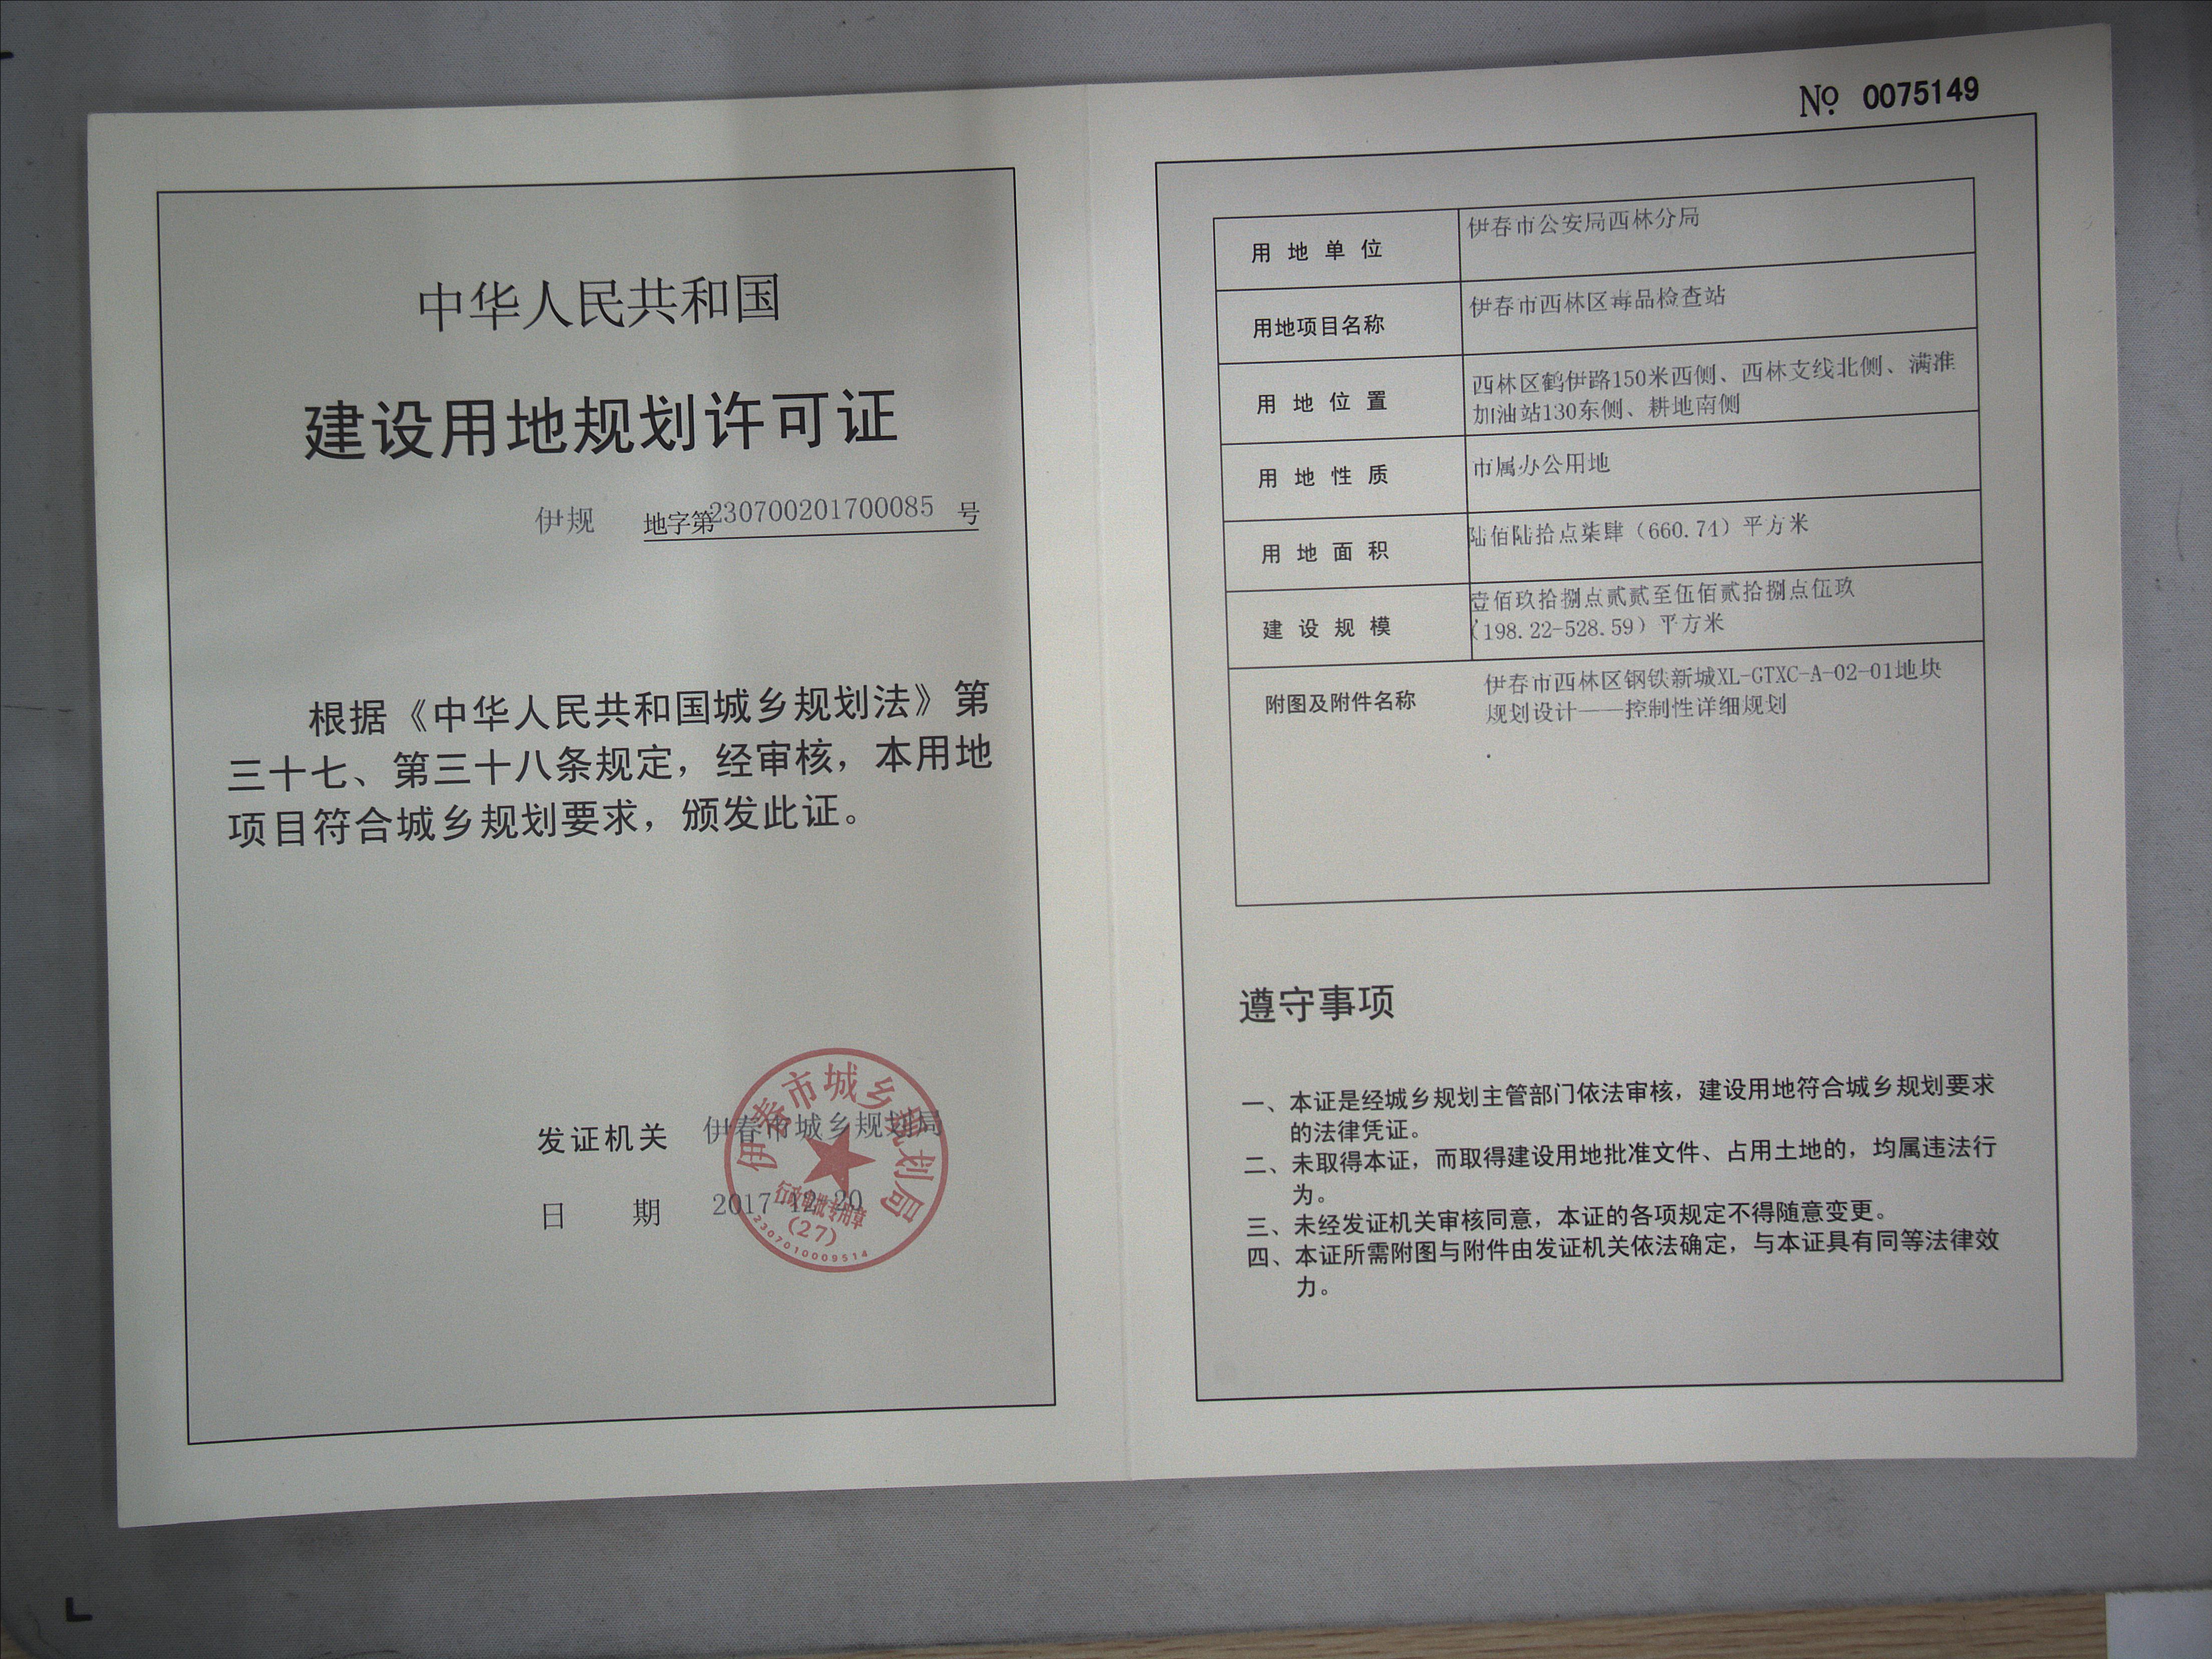 中华人民共和国
建设用地规划许可证
伊规 地字第230700201700085 号
根据《中华人民共和国城乡规划法》第
三十七、第三十八条规定，经审核，本用地
项目符合城乡规划要求，颁发此证。
发证机关 伊春市城乡规划局
日 期 2017 12 20
伊春市城乡规划局
行政审批专用章
(27)
2307010009514
No 0075149
用地单位 伊春市公安局西林分局
用地项目名称 伊春市西林区毒品检查站
用地位置 西林区鹤伊路150米西侧、西林支线北侧、满准
加油站130东侧、耕地南侧
用地性质 市属办公用地
用地面积 陆佰陆拾点柒肆（660.74）平方米
建设规模 壹佰玖拾捌点贰贰至伍佰贰拾捌点伍玖
（198.22-528.59）平方米
附图及附件名称 伊春市西林区钢铁新城XL-GTXC-A-02-01地块
规划设计——控制性详细规划
遵守事项
一、本证是经城乡规划主管部门依法审核，建设用地符合城乡规划要求
的法律凭证。
二、未取得本证，而取得建设用地批准文件、占用土地的，均属违法行
为。
三、未经发证机关审核同意，本证的各项规定不得随意变更。
四、本证所需附图与附件由发证机关依法确定，与本证具有同等法律效
力。